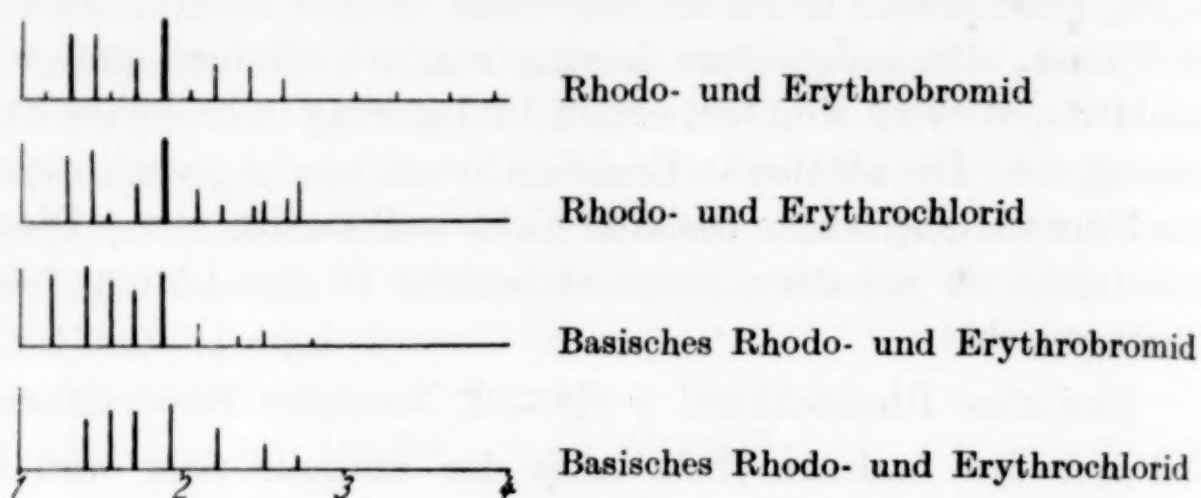 Rhodo- und Erythrobromid
Rhodo- und Erythrochlorid
Basisches Rhodo- und Erythrobromid
Basisches Rhodo- und Erythrochlorid
1 2 3 4